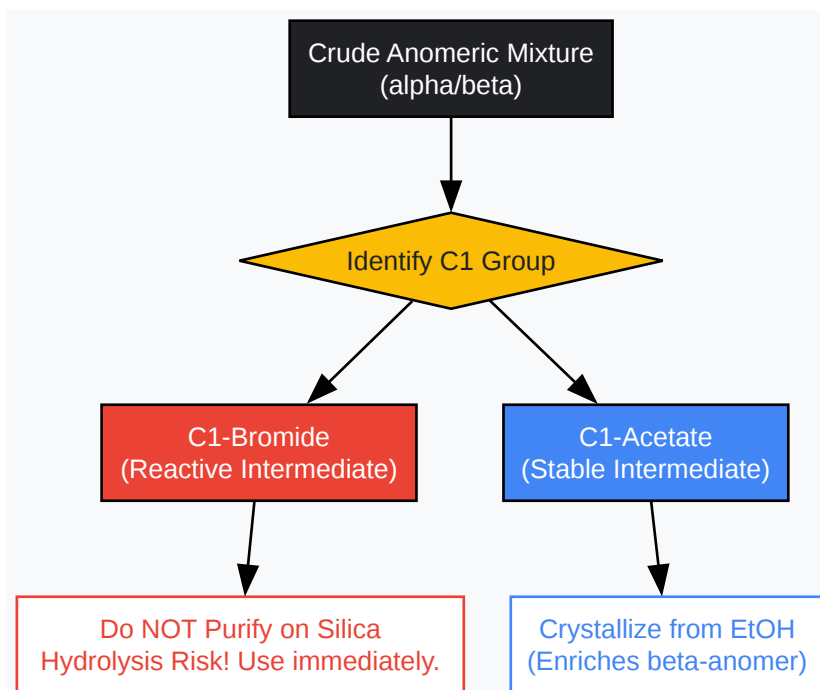 Crude Anomeric Mixture
(alpha/beta)
Identify C1 Group
C1-Bromide
(Reactive Intermediate)
C1-Acetate
(Stable Intermediate)
Do NOT Purify on Silica
Hydrolysis Risk! Use immediately.
Crystallize from EtOH
(Enriches beta-anomer)